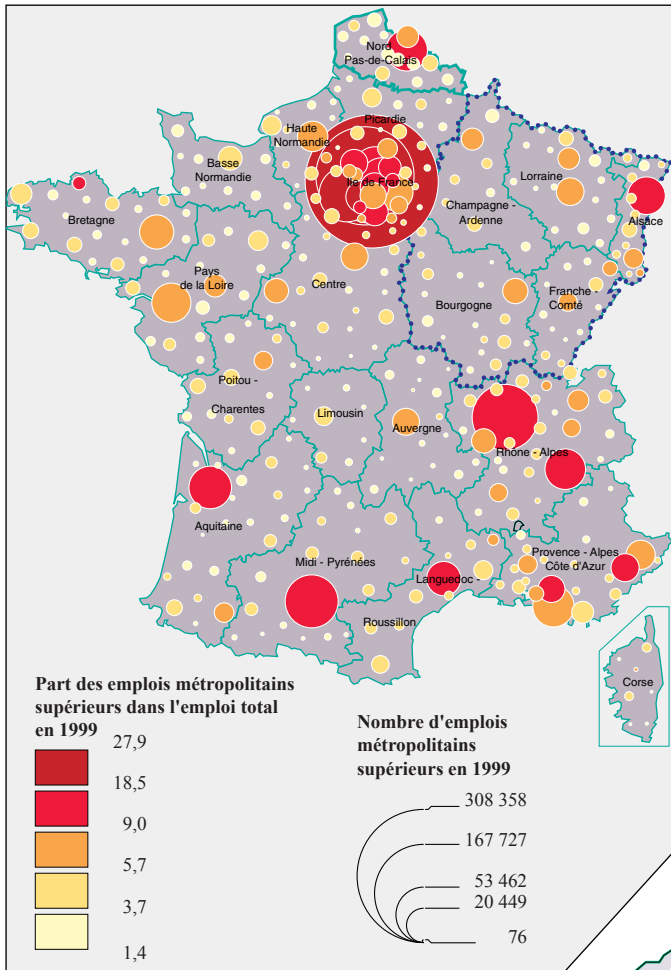 Nord
Pas-de-Calais
Picardie
Haute
Normandie
Basse
Normandie
Ile de France
Lorraine
Champagne -
Ardenne
Alsace
Bretagne
Pays
de la Loire
Centre
Bourgogne
Franche -
Comté
Poitou -
Charentes
Limousin
Auvergne
Rhône - Alpes
Aquitaine
Midi - Pyrénées
Languedoc -
Roussillon
Provence - Alpes
Côte d'Azur
Corse
Part des emplois métropolitains
supérieurs dans l'emploi total
en 1999
27,9
18,5
9,0
5,7
3,7
1,4
Nombre d'emplois
métropolitains
supérieurs en 1999
308 358
167 727
53 462
20 449
76